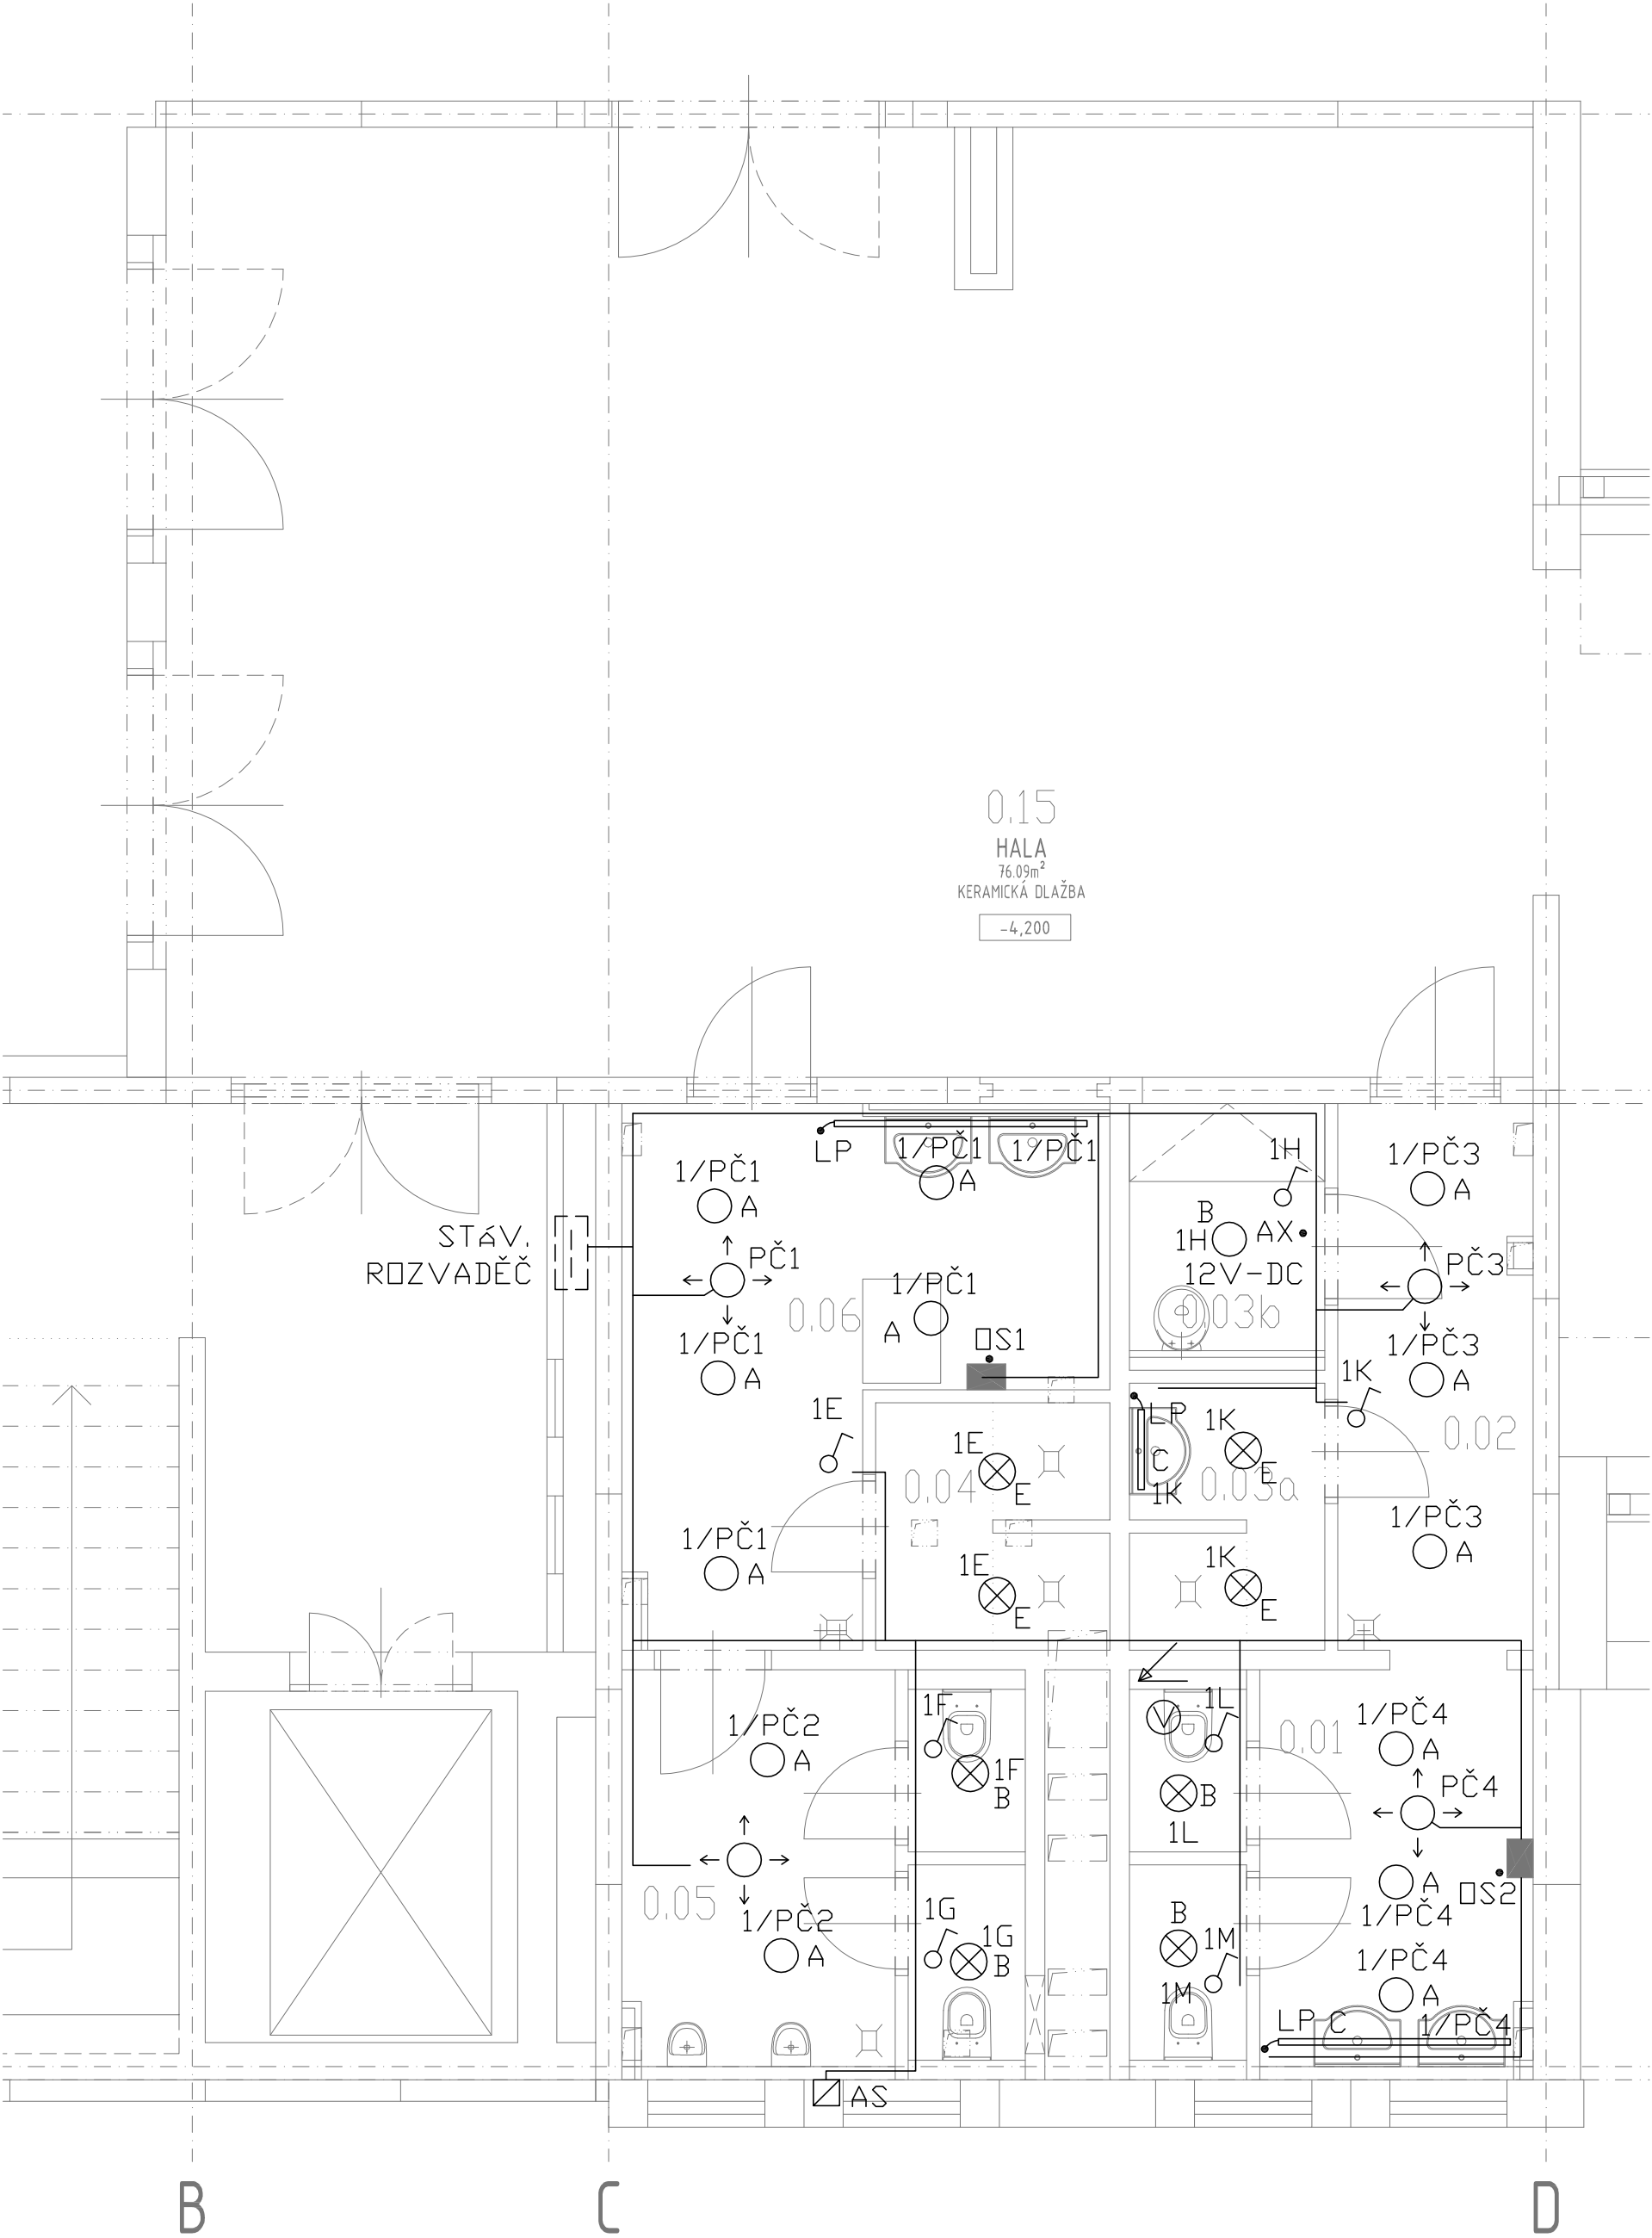 0.15
HALA
76.09m²
KERAMICKÁ DLAŽBA
-4,200
LP
1/PČ1
1/PČ1
1H
1/PČ3
1/PČ1
A
A
A
B
STáV.
ROZVADĚČ
1H
AX
PČ1
PČ3
12V-DC
1/PČ1
0.06
0.03b
A
OS1
1/PČ1
1/PČ3
A
1K
A
1E
LP
1K
1E
0.02
C
E
0.04
E
0.03a
1K
1/PČ1
1/PČ3
A
A
1E
1K
E
E
1F
V
1L
1/PČ2
1/PČ4
0.01
A
A
1F
B
B
PČ4
1L
0.05
A
OS2
1G
B
1/PČ2
1/PČ4
1G
1M
A
B
1/PČ4
1M
A
LP
C
1/PČ4
AS
B
C
D